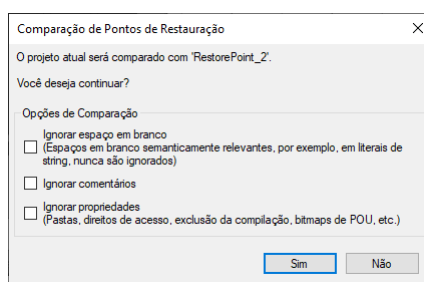 Comparação de Pontos de Restauração
O projeto atual será comparado com 'RestorePoint_2'.
Você deseja continuar?
Opções de Comparação
Ignorar espaço em branco
(Espaços em branco semanticamente relevantes, por exemplo, em literais de
string, nunca são ignorados)
Ignorar comentários
Ignorar propriedades
(Pastas, direitos de acesso, exclusão da compilação, bitmaps de POU, etc.)
Sim
Não